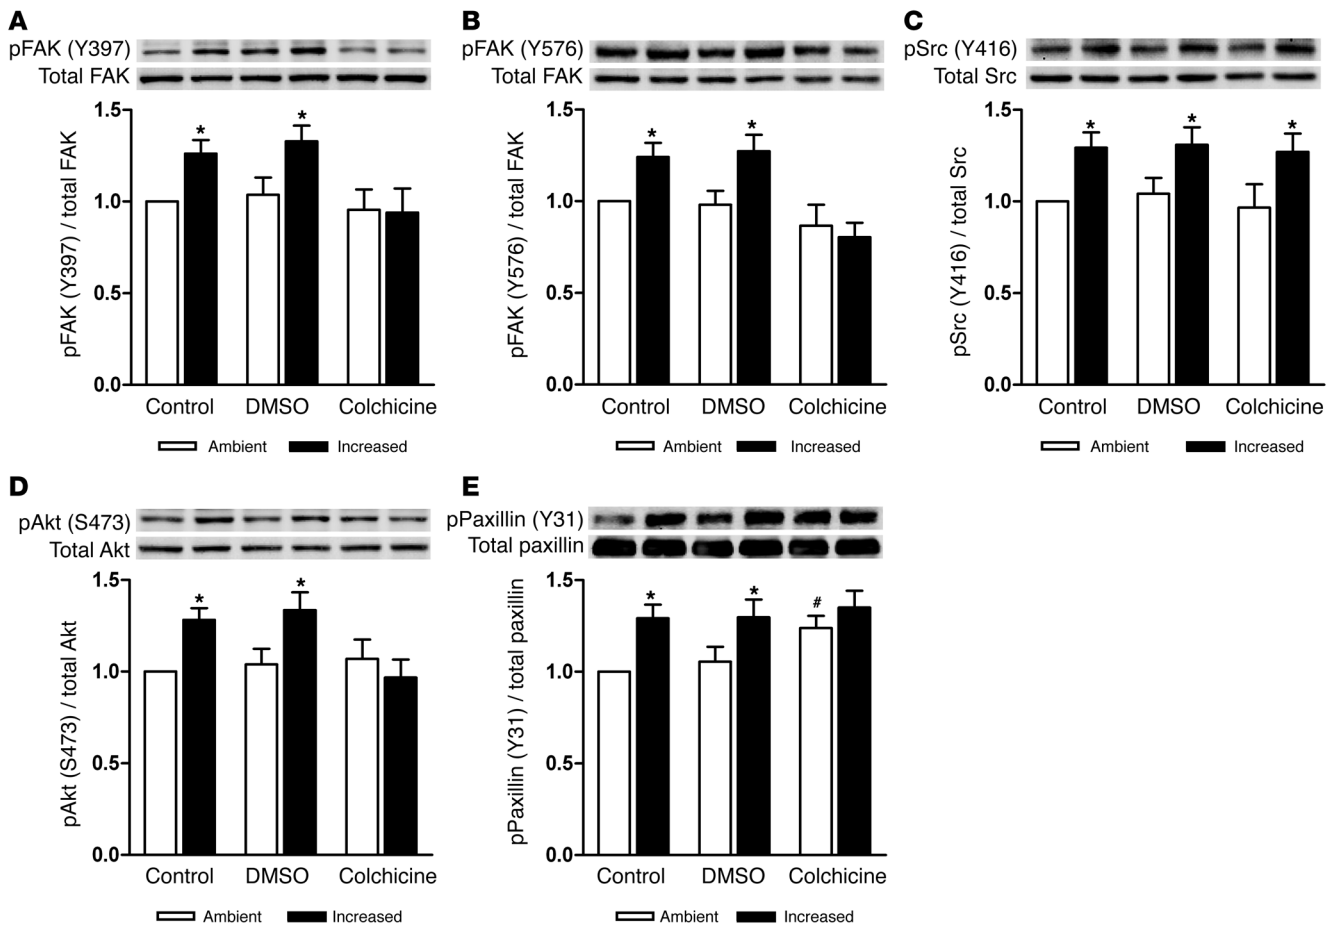 A
pFAK (Y397)
Total FAK
pFAK (Y397) / total FAK
1.5
1.0
0.5
0.0
* *
Control DMSO Colchicine
Ambient Increased
B
pFAK (Y576)
Total FAK
pFAK (Y576) / total FAK
1.5
1.0
0.5
0.0
* *
Control DMSO Colchicine
Ambient Increased
C
pSrc (Y416)
Total Src
pSrc (Y416) / total Src
1.5
1.0
0.5
0.0
* * *
Control DMSO Colchicine
Ambient Increased
D
pAkt (S473)
Total Akt
pAkt (S473) / total Akt
1.5
1.0
0.5
0.0
* *
Control DMSO Colchicine
Ambient Increased
E
pPaxillin (Y31)
Total paxillin
pPaxillin (Y31) / total paxillin
1.5
1.0
0.5
0.0
* * #
Control DMSO Colchicine
Ambient Increased